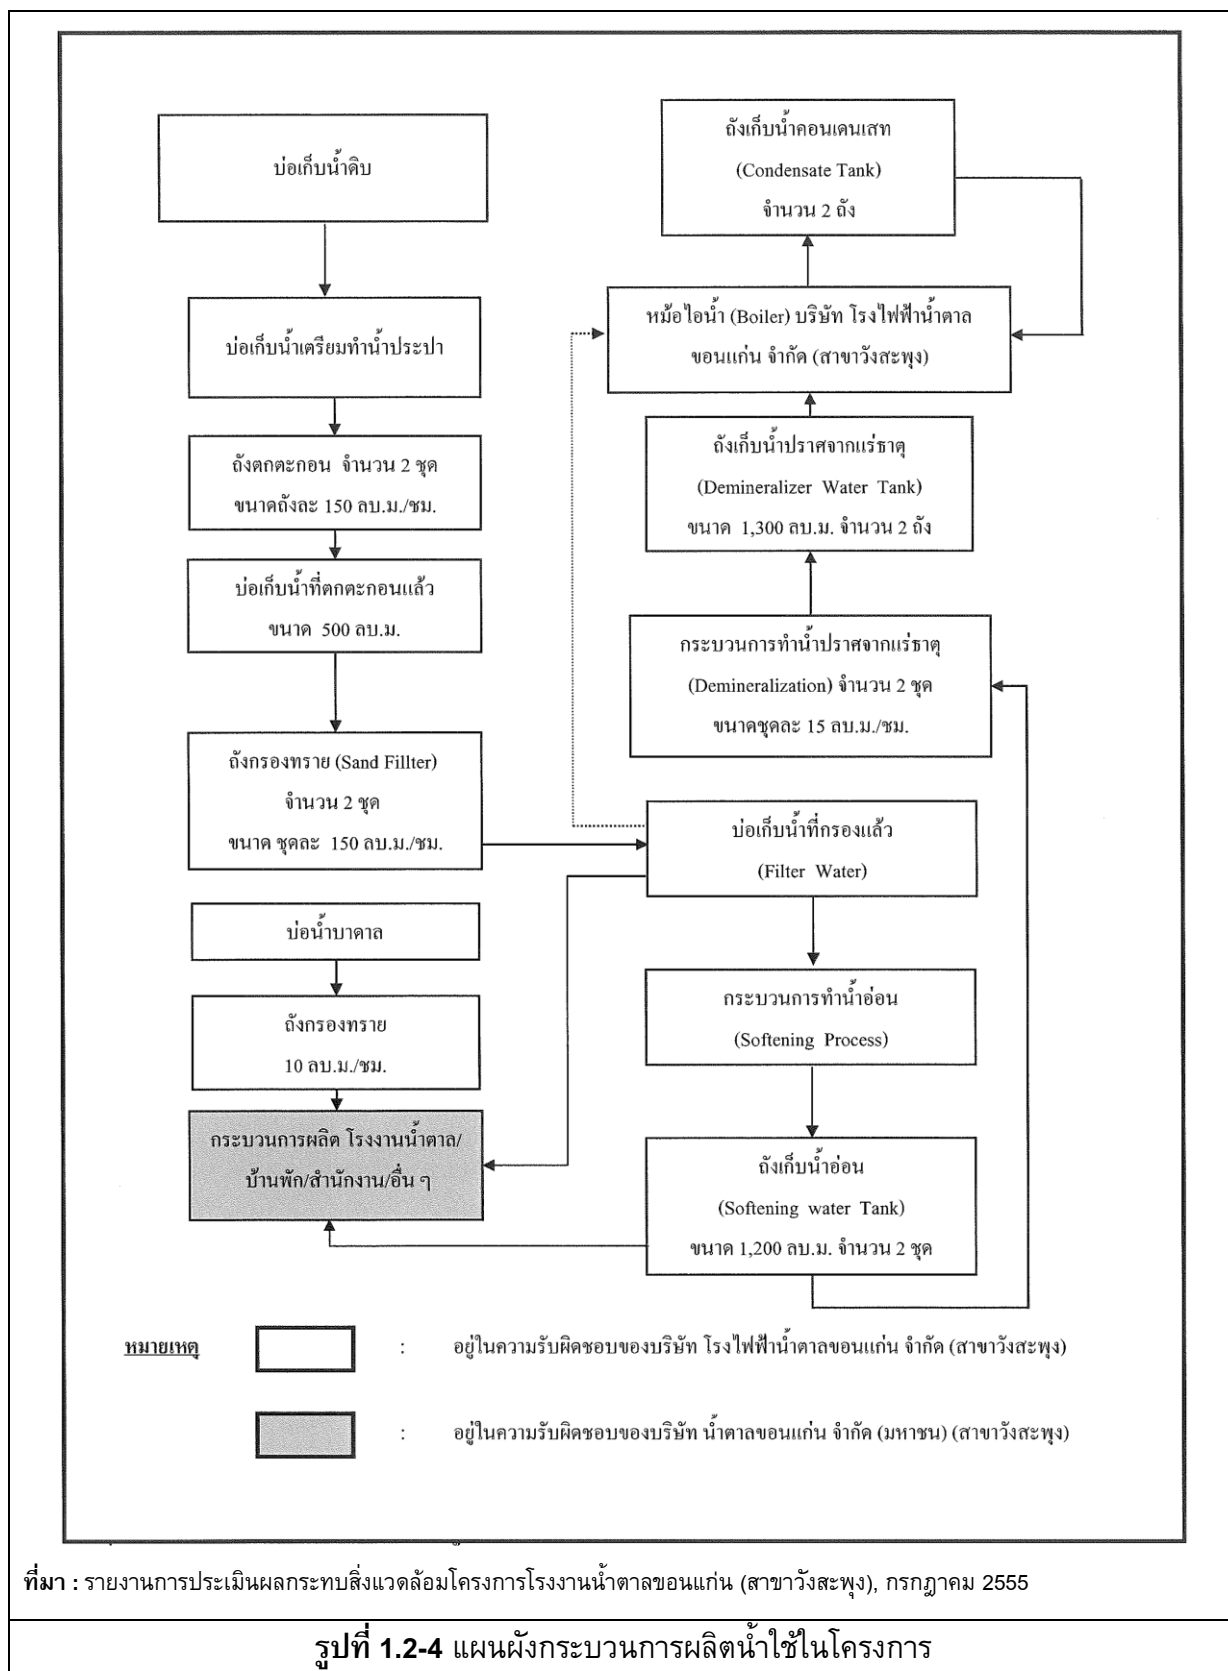 บ่อเก็บน้ำดิบ
บ่อเก็บน้ำเตรียมทำน้ำประปา
ถังตกตะกอน จำนวน 2 ชุด
ขนาดถังละ 150 ลบ.ม./ชม.
บ่อเก็บน้ำที่ตกตะกอนแล้ว
ขนาด 500 ลบ.ม.
ถังกรองทราย (Sand Fillter)
จำนวน 2 ชุด
ขนาด ชุดละ 150 ลบ.ม./ชม.
บ่อน้ำบาดาล
ถังกรองทราย
10 ลบ.ม./ชม.
กระบวนการผลิต โรงงานน้ำตาล/
บ้านพัก/สำนักงาน/อื่น ๆ
ถังเก็บน้ำคอนเดนเสท
(Condensate Tank)
จำนวน 2 ถัง
หม้อไอน้ำ (Boiler) บริษัท โรงไฟฟ้าน้ำตาล
ขอนแก่น จำกัด (สาขาวังสะพุง)
ถังเก็บน้ำปราศจากแร่ธาตุ
(Demineralizer Water Tank)
ขนาด 1,300 ลบ.ม. จำนวน 2 ถัง
กระบวนการทำน้ำปราศจากแร่ธาตุ
(Demineralization) จำนวน 2 ชุด
ขนาดชุดละ 15 ลบ.ม./ชม.
บ่อเก็บน้ำที่กรองแล้ว
(Filter Water)
กระบวนการทำน้ำอ่อน
(Softening Process)
ถังเก็บน้ำอ่อน
(Softening water Tank)
ขนาด 1,200 ลบ.ม. จำนวน 2 ชุด
หมายเหตุ : อยู่ในความรับผิดชอบของบริษัท โรงไฟฟ้าน้ำตาลขอนแก่น จำกัด (สาขาวังสะพุง)
: อยู่ในความรับผิดชอบของบริษัท น้ำตาลขอนแก่น จำกัด (มหาชน) (สาขาวังสะพุง)
ที่มา : รายงานการประเมินผลกระทบสิ่งแวดล้อมโครงการโรงงานน้ำตาลขอนแก่น (สาขาวังสะพุง), กรกฎาคม 2555
รูปที่ 1.2-4 แผนผังกระบวนการผลิตน้ำใช้ในโครงการ